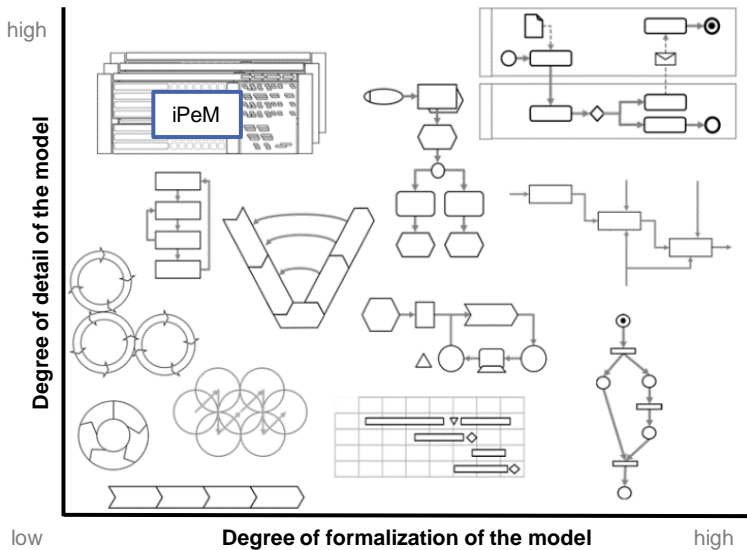 high
iPeM
Degree of detail of the model
low
Degree of formalization of the model
high